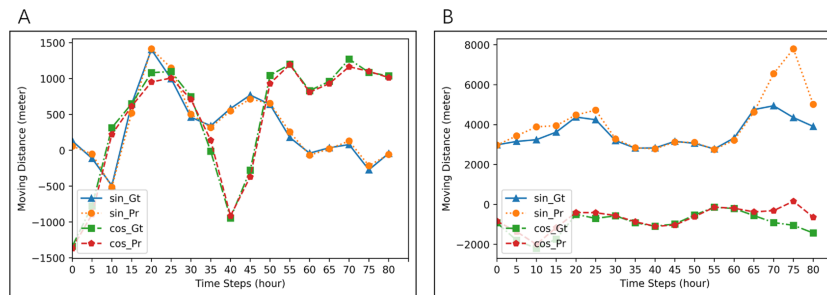 A
B
Moving Distance (meter)
1500
1000
500
0
−500
−1000
−1500
sin_Gt
sin_Pr
cos_Gt
cos_Pr
0 5 10 15 20 25 30 35 40 45 50 55 60 65 70 75 80
Time Steps (hour)
Moving Distance (meter)
8000
6000
4000
2000
0
−2000
sin_Gt
sin_Pr
cos_Gt
cos_Pr
0 5 10 15 20 25 30 35 40 45 50 55 60 65 70 75 80
Time Steps (hour)